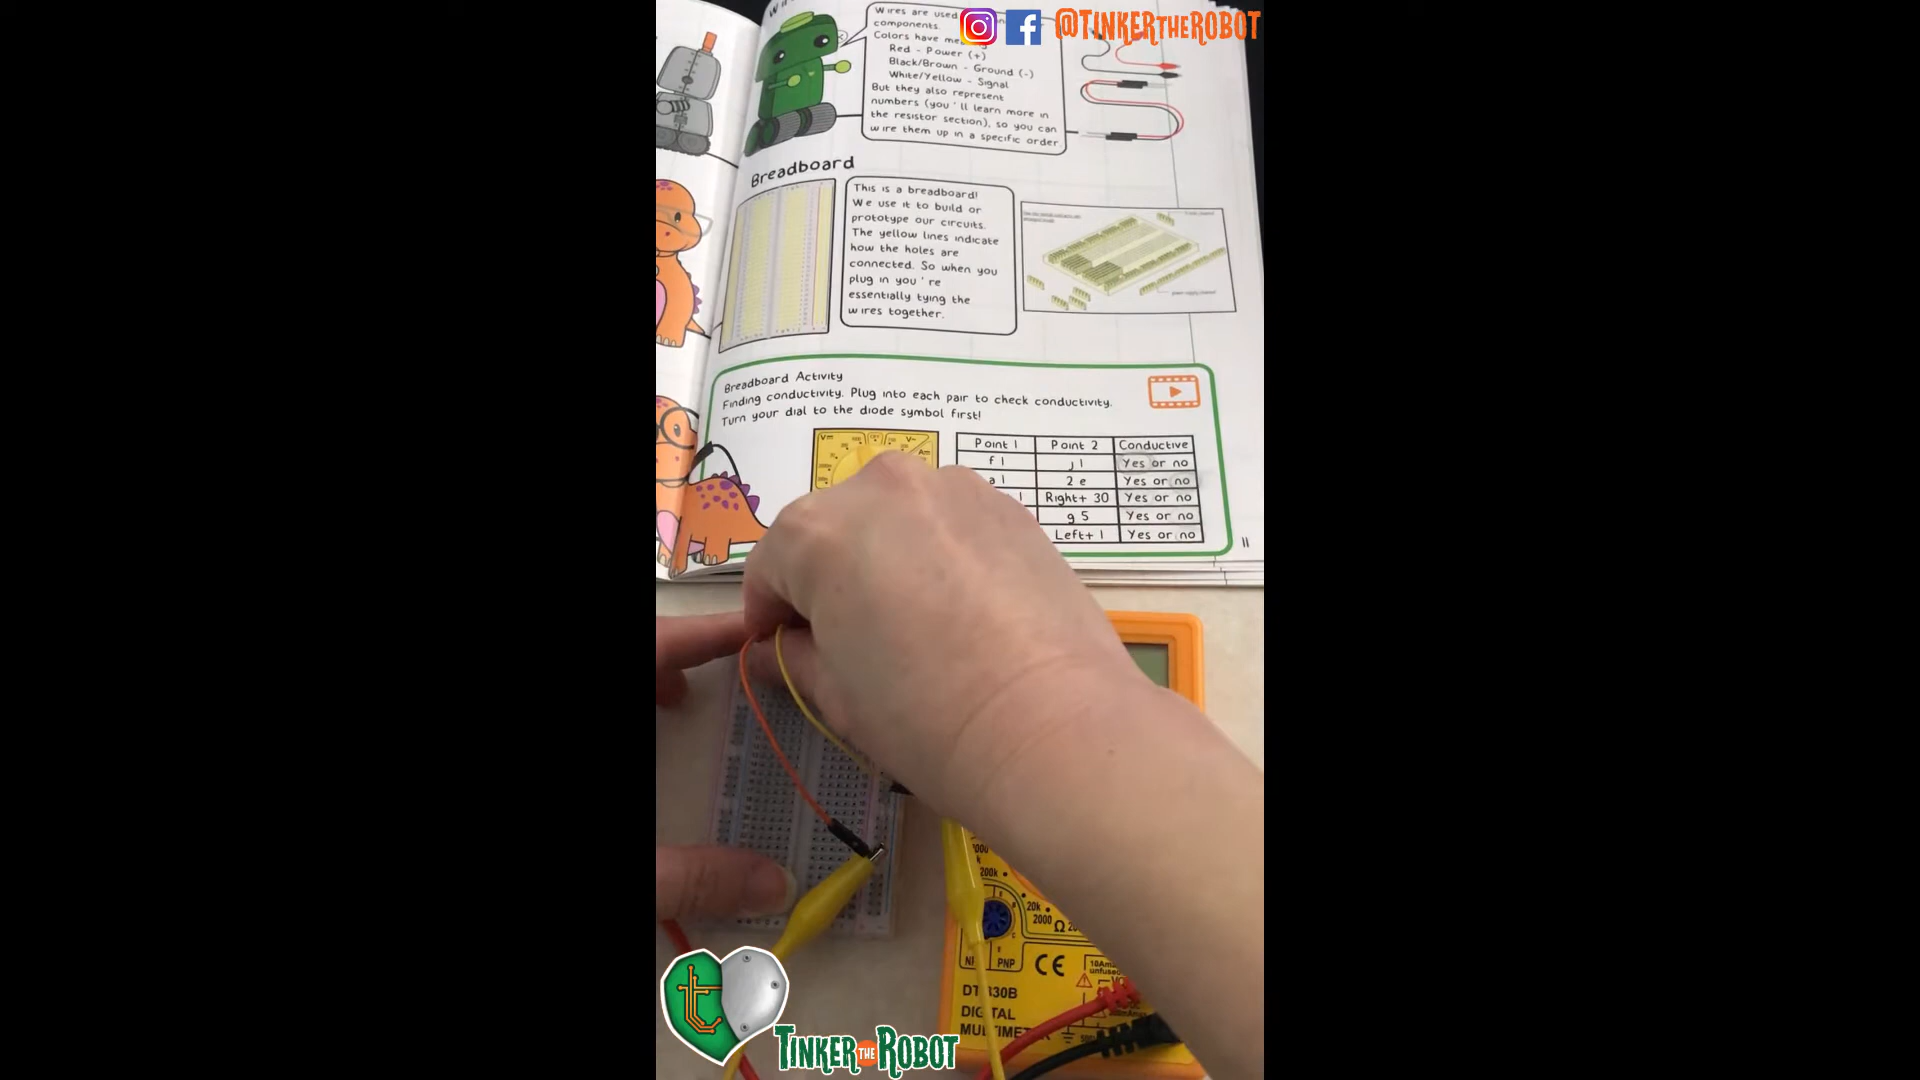 @TINKERTHEROBOT
Wires are used
components.
Colors have
Red - Power (+)
Black/Brown - Ground (-)
White/Yellow - Signal
But they also represent
numbers (you'll learn more in
the resistor section), so you can
wire them up in a specific order.
Breadboard
This is a breadboard!
We use it to build or
prototype our circuits.
The yellow lines indicate
how the holes are
connected. So when you
plug in you're
essentially tying the
wires together.
Breadboard Activity
Finding conductivity. Plug into each pair to check conductivity.
Turn your dial to the diode symbol first!
OFF V~
Point 1 Point 2 Conductive
f 1 j 1 Yes or no
a 1 2 e Yes or no
1 Right+ 30 Yes or no
g 5 Yes or no
Left+ 1 Yes or no
11
k
200k
20k
2000 Ω
PNP CE
DIGITAL
TINKER THE ROBOT